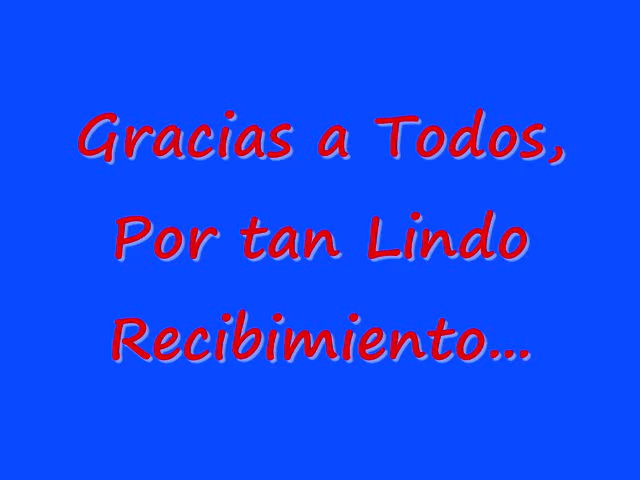 Gracias a Todos,
Por tan Lindo
Recibimiento...